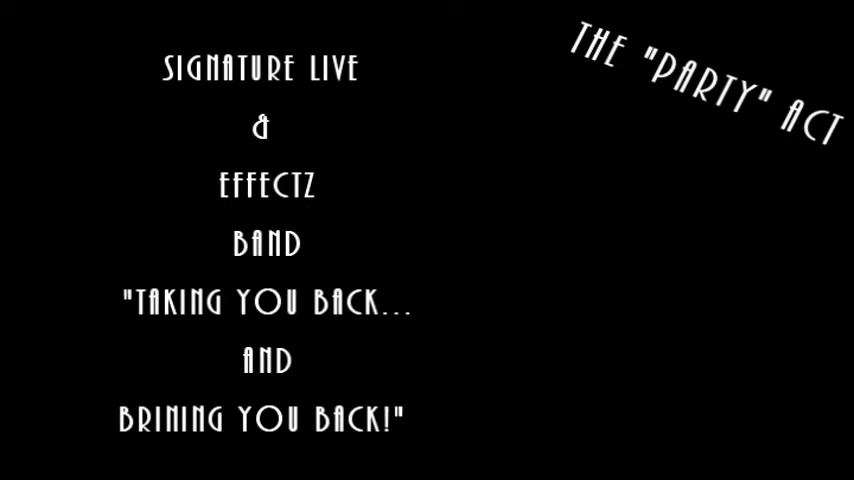 SIGNATURE LIVE
&
EFFECTZ
BAND
"TAKING YOU BACK...
AND
BRINING YOU BACK!"
THE "PARTY" ACT